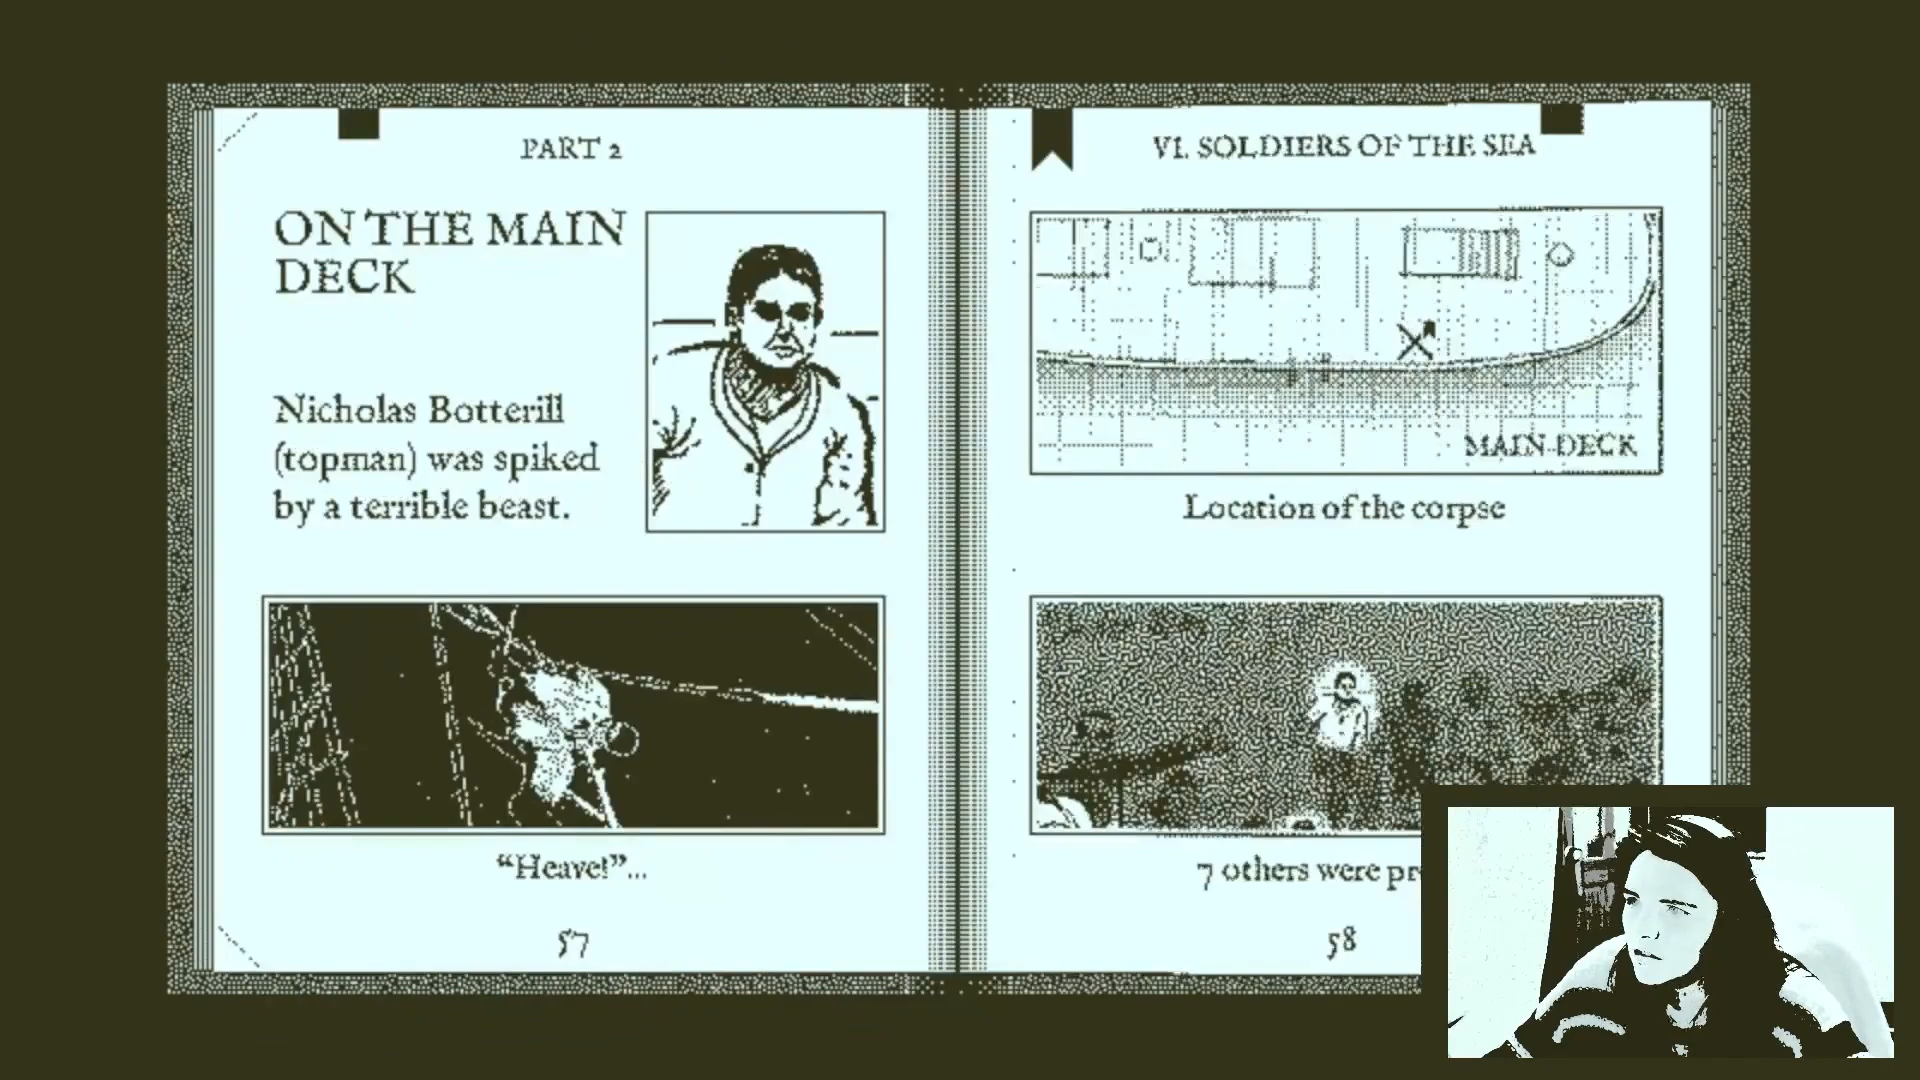 PART 2
ON THE MAIN
DECK
Nicholas Botterill
(topman) was spiked
by a terrible beast.
"Heave!"...
57
VI. SOLDIERS OF THE SEA
MAIN DECK
Location of the corpse
7 others were
58